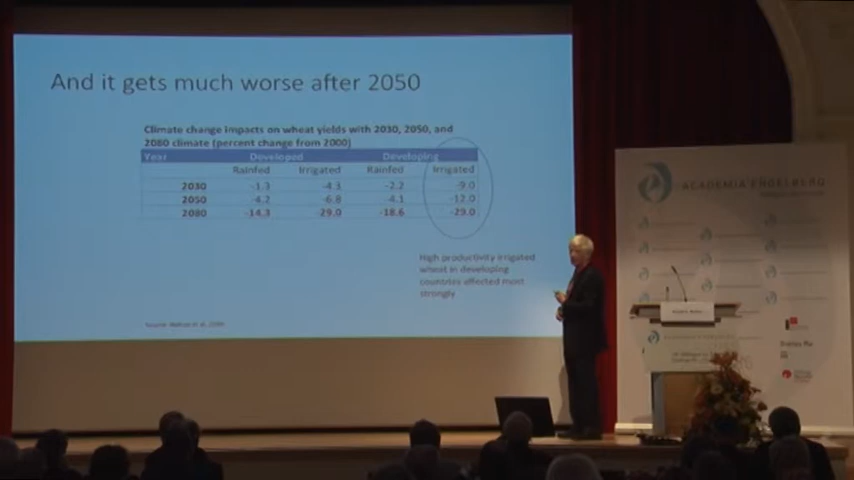 And it gets much worse after 2050
Climate change impacts on wheat yields with 2030, 2050, and
2080 climate (percent change from 2000)
Year Developed Developing
Rainfed Irrigated Rainfed Irrigated
2030 -1.3 -4.3 -2.2 -9.0
2050 -4.2 -6.8 -4.1 -12.0
2080 -14.3 -29.0 -18.6 -29.0
High productivity irrigated
wheat in developing
countries affected most
strongly
ACADEMIA ENGELBERG